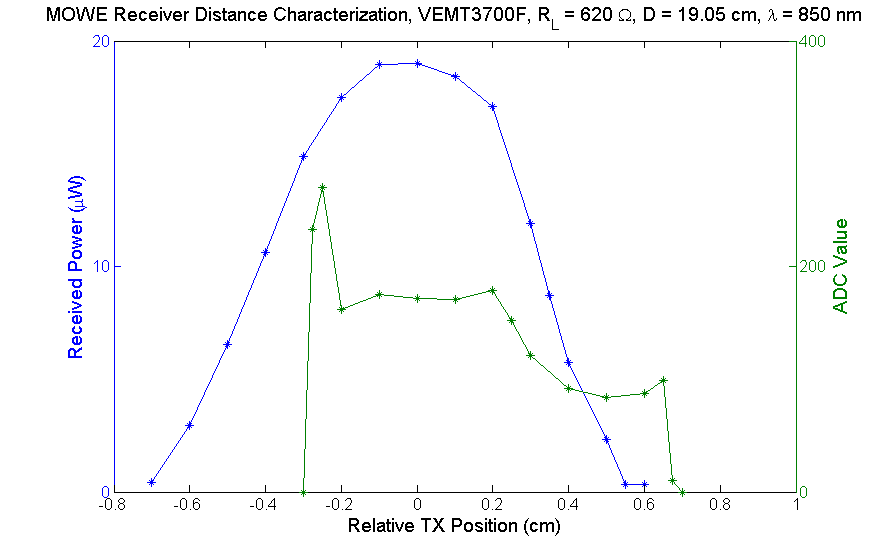 MOWE Receiver Distance Characterization, VEMT3700F, R_L = 620 Ω, D = 19.05 cm, λ = 850 nm
20
10
0
Received Power (μW)
400
200
0
ADC Value
-0.8 -0.6 -0.4 -0.2 0 0.2 0.4 0.6 0.8 1
Relative TX Position (cm)